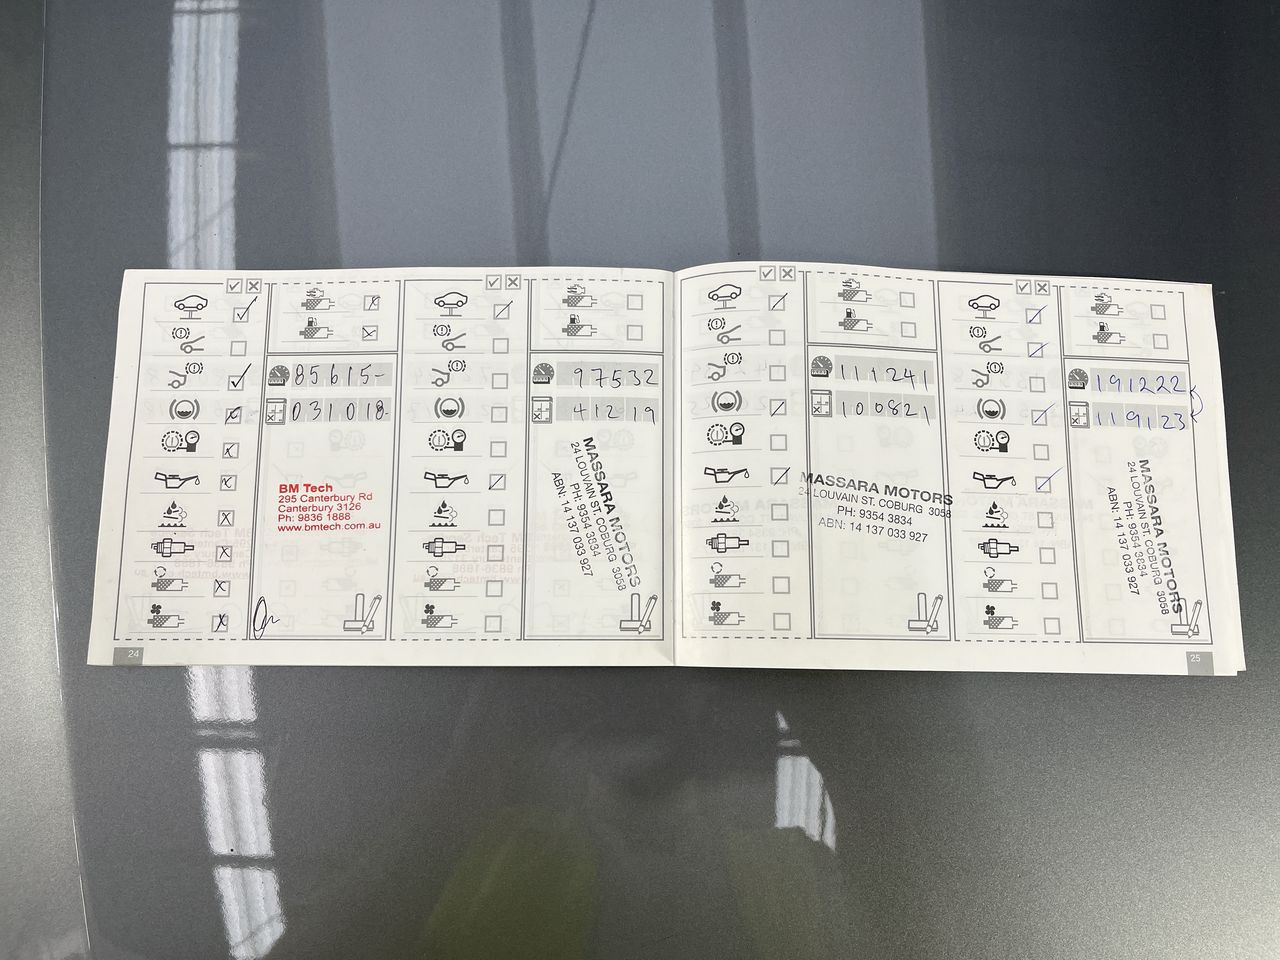 85615-
031018-
BM Tech
295 Canterbury Rd
Canterbury 3126
Ph: 9836 1888
www.bmtech.com.au
24
97532
41219
MASSARA MOTORS
24 LOUVAIN ST. COBURG 3058
PH: 9354 3834
ABN: 14 137 033 927
111241
100821
MASSARA MOTORS
24 LOUVAIN ST. COBURG 3058
PH: 9354 3834
ABN: 14 137 033 927
191222
119123
MASSARA MOTORS
24 LOUVAIN ST. COBURG 3058
PH: 9354 3834
ABN: 14 137 033 927
25